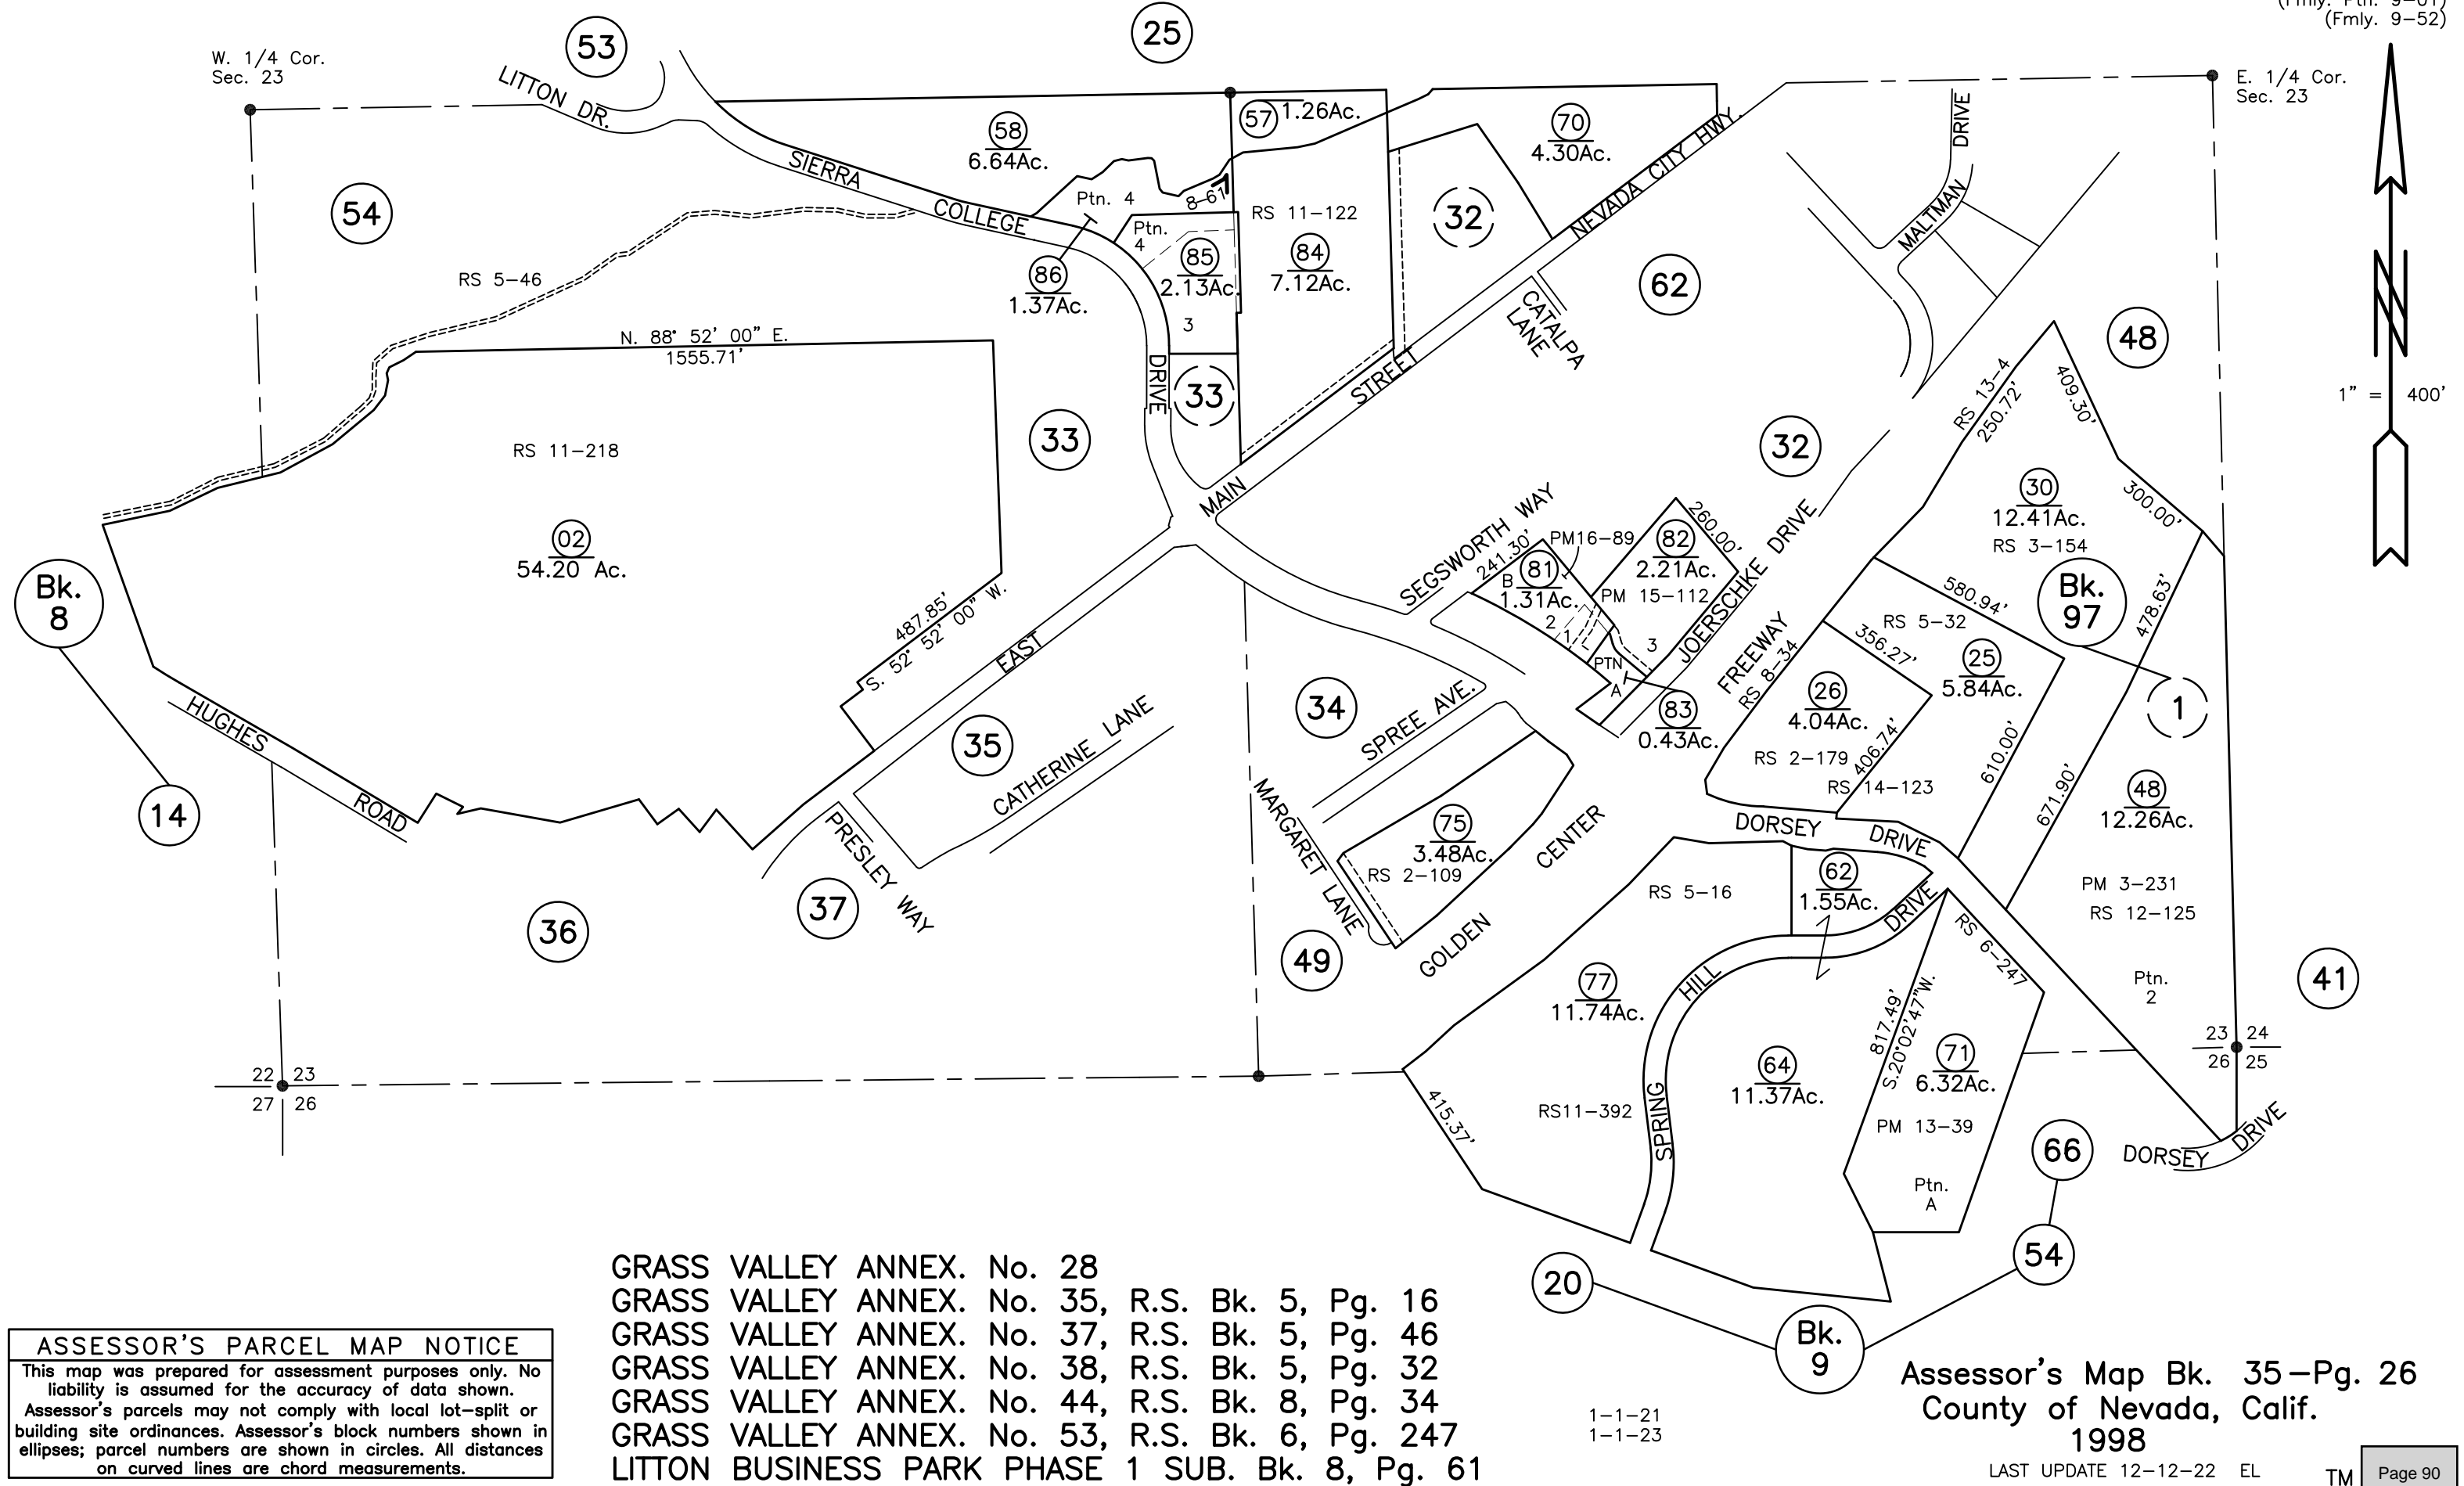 (Fmly. Ptn. 9-01)
(Fmly. 9-52)
W. 1/4 Cor.
Sec. 23
53
25
E. 1/4 Cor.
Sec. 23
LITTON DR.
SIERRA
COLLEGE
DRIVE
58
6.64Ac.
57
1.26Ac.
70
4.30Ac.
NEVADA CITY HWY.
MALTMAN
DRIVE
54
RS 5-46
Ptn. 4
8-61
Ptn.
4
86
1.37Ac.
85
2.13Ac.
3
RS 11-122
84
7.12Ac.
32
62
CATALPA
LANE
48
1" = 400'
N. 88° 52' 00" E.
1555.71'
33
33
MAIN
STREET
32
RS 13-4
250.72'
409.30'
300.00'
30
12.41Ac.
RS 3-154
RS 11-218
02
54.20 Ac.
Bk.
8
14
487.85'
S. 52° 52' 00" W.
EAST
HUGHES
ROAD
SEGSWORTH WAY
241.30'
B
81
1.31Ac.
2
1
PM16-89
82
2.21Ac.
260.00'
PM 15-112
3
PTN
A
83
0.43Ac.
JOERSCHKE DRIVE
FREEWAY
RS 8-34
580.94'
RS 5-32
356.27'
25
5.84Ac.
26
4.04Ac.
RS 2-179
406.74'
RS 14-123
610.00'
Bk.
97
478.63'
1
671.90'
48
12.26Ac.
PM 3-231
RS 12-125
Ptn.
2
41
35
CATHERINE LANE
PRESLEY WAY
37
36
34
SPREE AVE.
MARGARET LANE
75
3.48Ac.
RS 2-109
49
GOLDEN
CENTER
DORSEY
DRIVE
RS 5-16
62
1.55Ac.
DRIVE
HILL
SPRING
77
11.74Ac.
RS11-392
415.37'
64
11.37Ac.
817.49'
S.20°02'47"W.
RS 6-247
71
6.32Ac.
PM 13-39
Ptn.
A
23 24
26 25
22 23
27 26
DORSEY
DRIVE
66
54
20
Bk.
9
GRASS VALLEY ANNEX. No. 28
GRASS VALLEY ANNEX. No. 35, R.S. Bk. 5, Pg. 16
GRASS VALLEY ANNEX. No. 37, R.S. Bk. 5, Pg. 46
GRASS VALLEY ANNEX. No. 38, R.S. Bk. 5, Pg. 32
GRASS VALLEY ANNEX. No. 44, R.S. Bk. 8, Pg. 34
GRASS VALLEY ANNEX. No. 53, R.S. Bk. 6, Pg. 247
LITTON BUSINESS PARK PHASE 1 SUB. Bk. 8, Pg. 61
ASSESSOR'S PARCEL MAP NOTICE
This map was prepared for assessment purposes only. No
liability is assumed for the accuracy of data shown.
Assessor's parcels may not comply with local lot-split or
building site ordinances. Assessor's block numbers shown in
ellipses; parcel numbers are shown in circles. All distances
on curved lines are chord measurements.
1-1-21
1-1-23
Assessor's Map Bk. 35-Pg. 26
County of Nevada, Calif.
1998
LAST UPDATE 12-12-22 EL
TM
Page 90